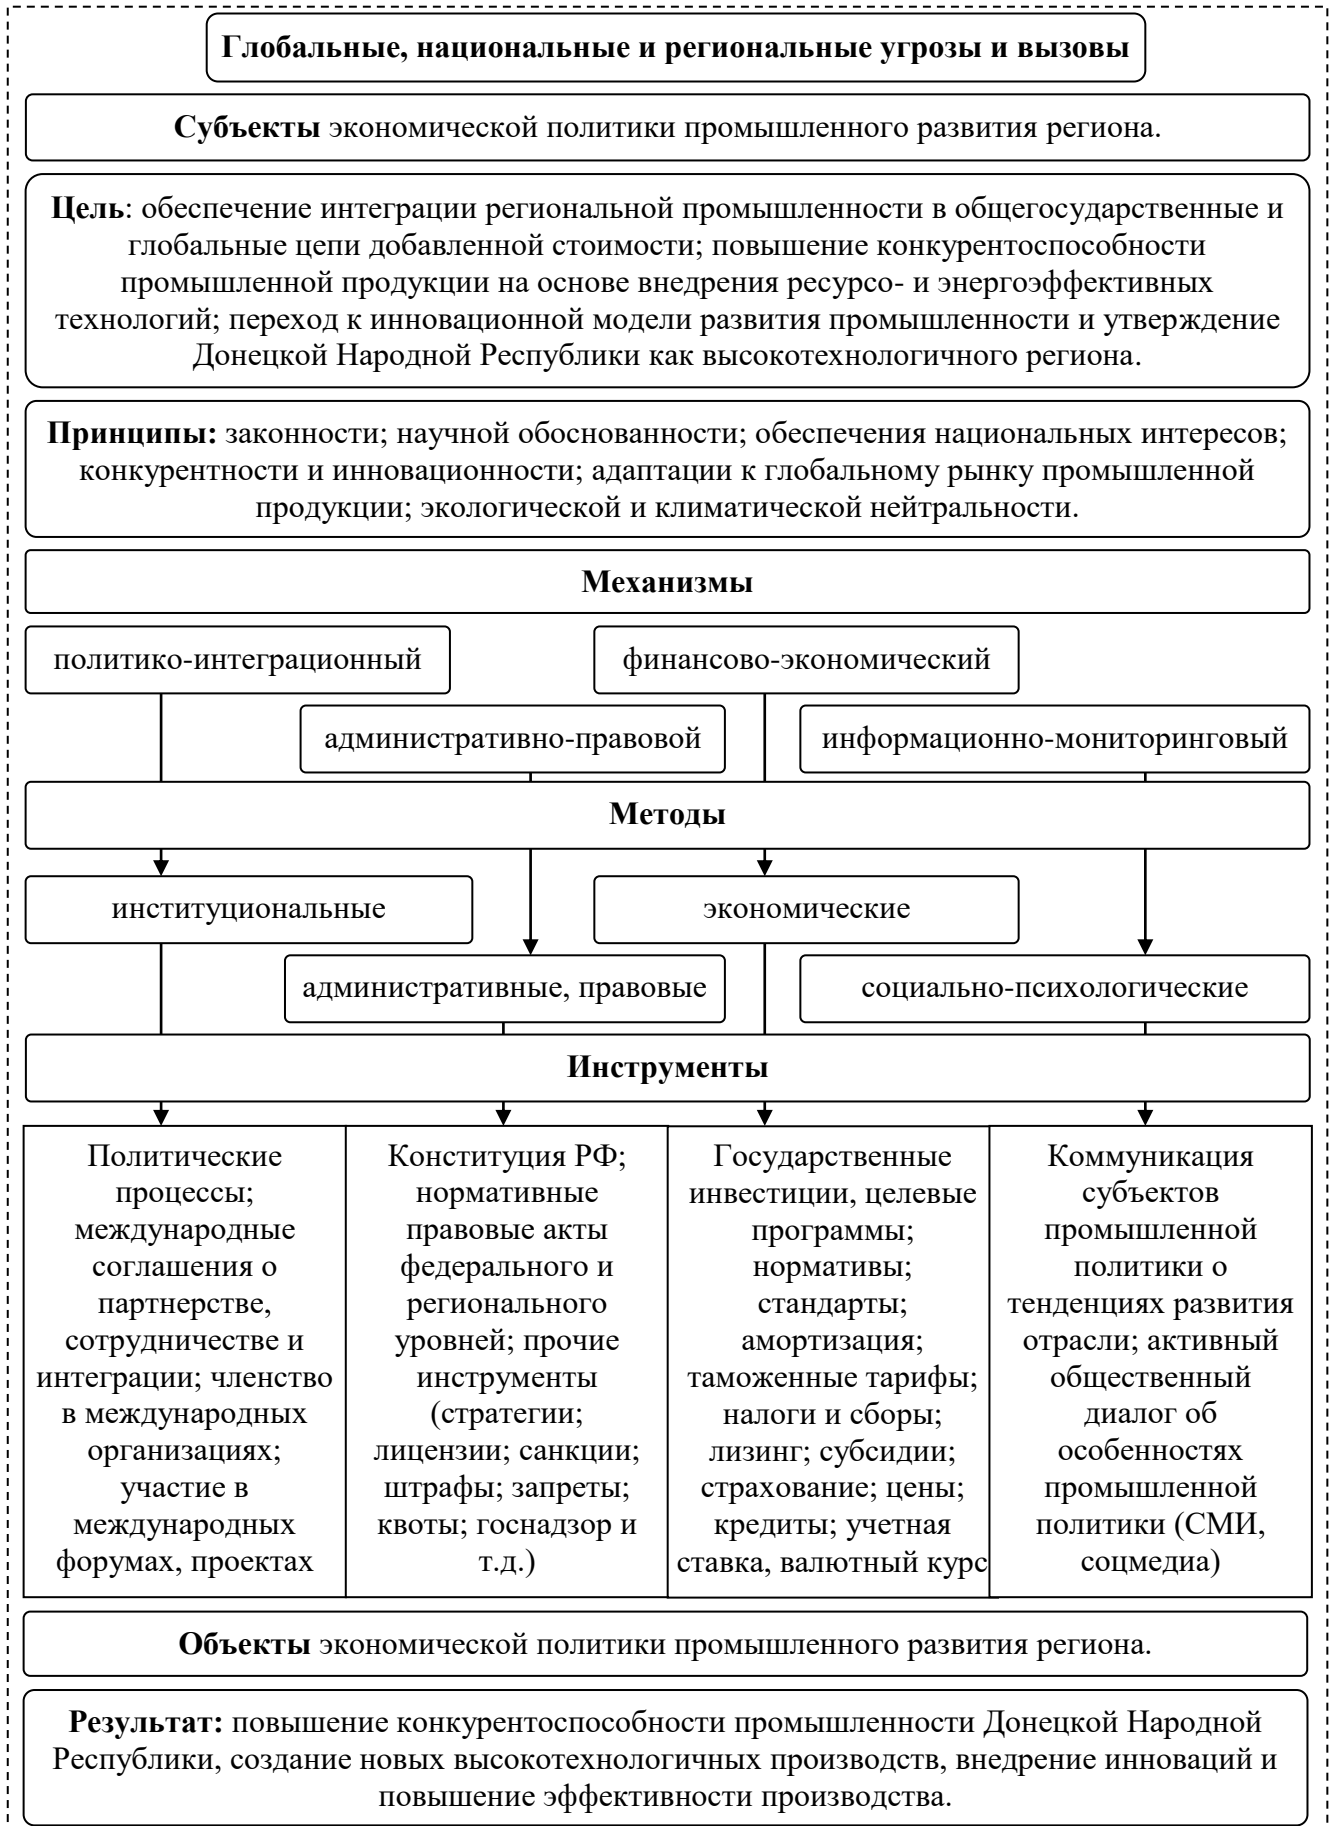 Глобальные, национальные и региональные угрозы и вызовы
Субъекты экономической политики промышленного развития региона.
Цель: обеспечение интеграции региональной промышленности в общегосударственные и
глобальные цепи добавленной стоимости; повышение конкурентоспособности
промышленной продукции на основе внедрения ресурсо- и энергоэффективных
технологий; переход к инновационной модели развития промышленности и утверждение
Донецкой Народной Республики как высокотехнологичного региона.
Принципы: законности; научной обоснованности; обеспечения национальных интересов;
конкурентности и инновационности; адаптации к глобальному рынку промышленной
продукции; экологической и климатической нейтральности.
Механизмы
политико-интеграционный
финансово-экономический
административно-правовой
информационно-мониторинговый
Методы
институциональные
экономические
административные, правовые
социально-психологические
Инструменты
Политические
процессы;
международные
соглашения о
партнерстве,
сотрудничестве и
интеграции; членство
в международных
организациях;
участие в
международных
форумах, проектах
Конституция РФ;
нормативные
правовые акты
федерального и
регионального
уровней; прочие
инструменты
(стратегии;
лицензии; санкции;
штрафы; запреты;
квоты; госнадзор и
т.д.)
Государственные
инвестиции, целевые
программы;
нормативы;
стандарты;
амортизация;
таможенные тарифы;
налоги и сборы;
лизинг; субсидии;
страхование; цены;
кредиты; учетная
ставка, валютный курс
Коммуникация
субъектов
промышленной
политики о
тенденциях развития
отрасли; активный
общественный
диалог об
особенностях
промышленной
политики (СМИ,
соцмедиа)
Объекты экономической политики промышленного развития региона.
Результат: повышение конкурентоспособности промышленности Донецкой Народной
Республики, создание новых высокотехнологичных производств, внедрение инноваций и
повышение эффективности производства.